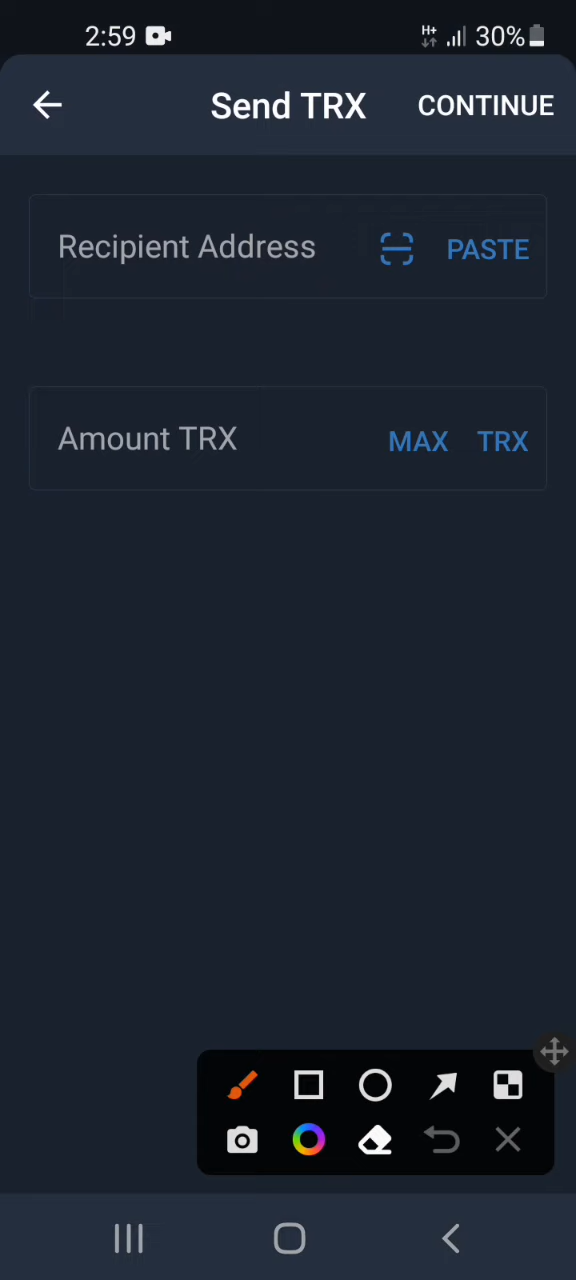 2:59 H+ 30%
Send TRX CONTINUE
Recipient Address PASTE
Amount TRX MAX TRX